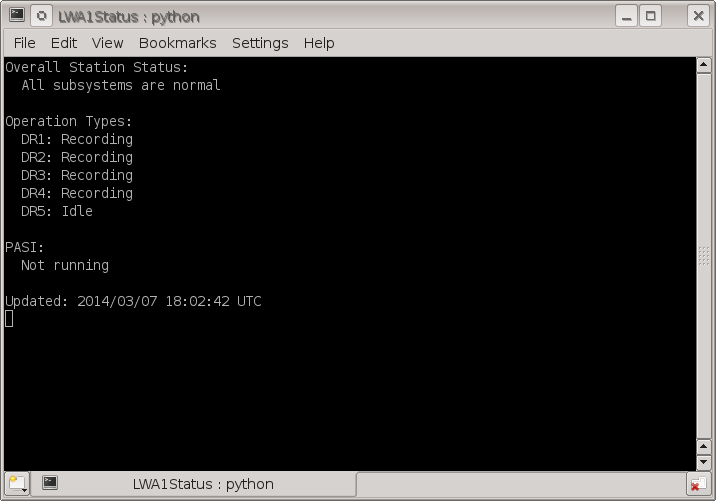 LWA1Status : python
File Edit View Bookmarks Settings Help
Overall Station Status:
All subsystems are normal
Operation Types:
DR1: Recording
DR2: Recording
DR3: Recording
DR4: Recording
DR5: Idle
PASI:
Not running
Updated: 2014/03/07 18:02:42 UTC
LWA1Status : python